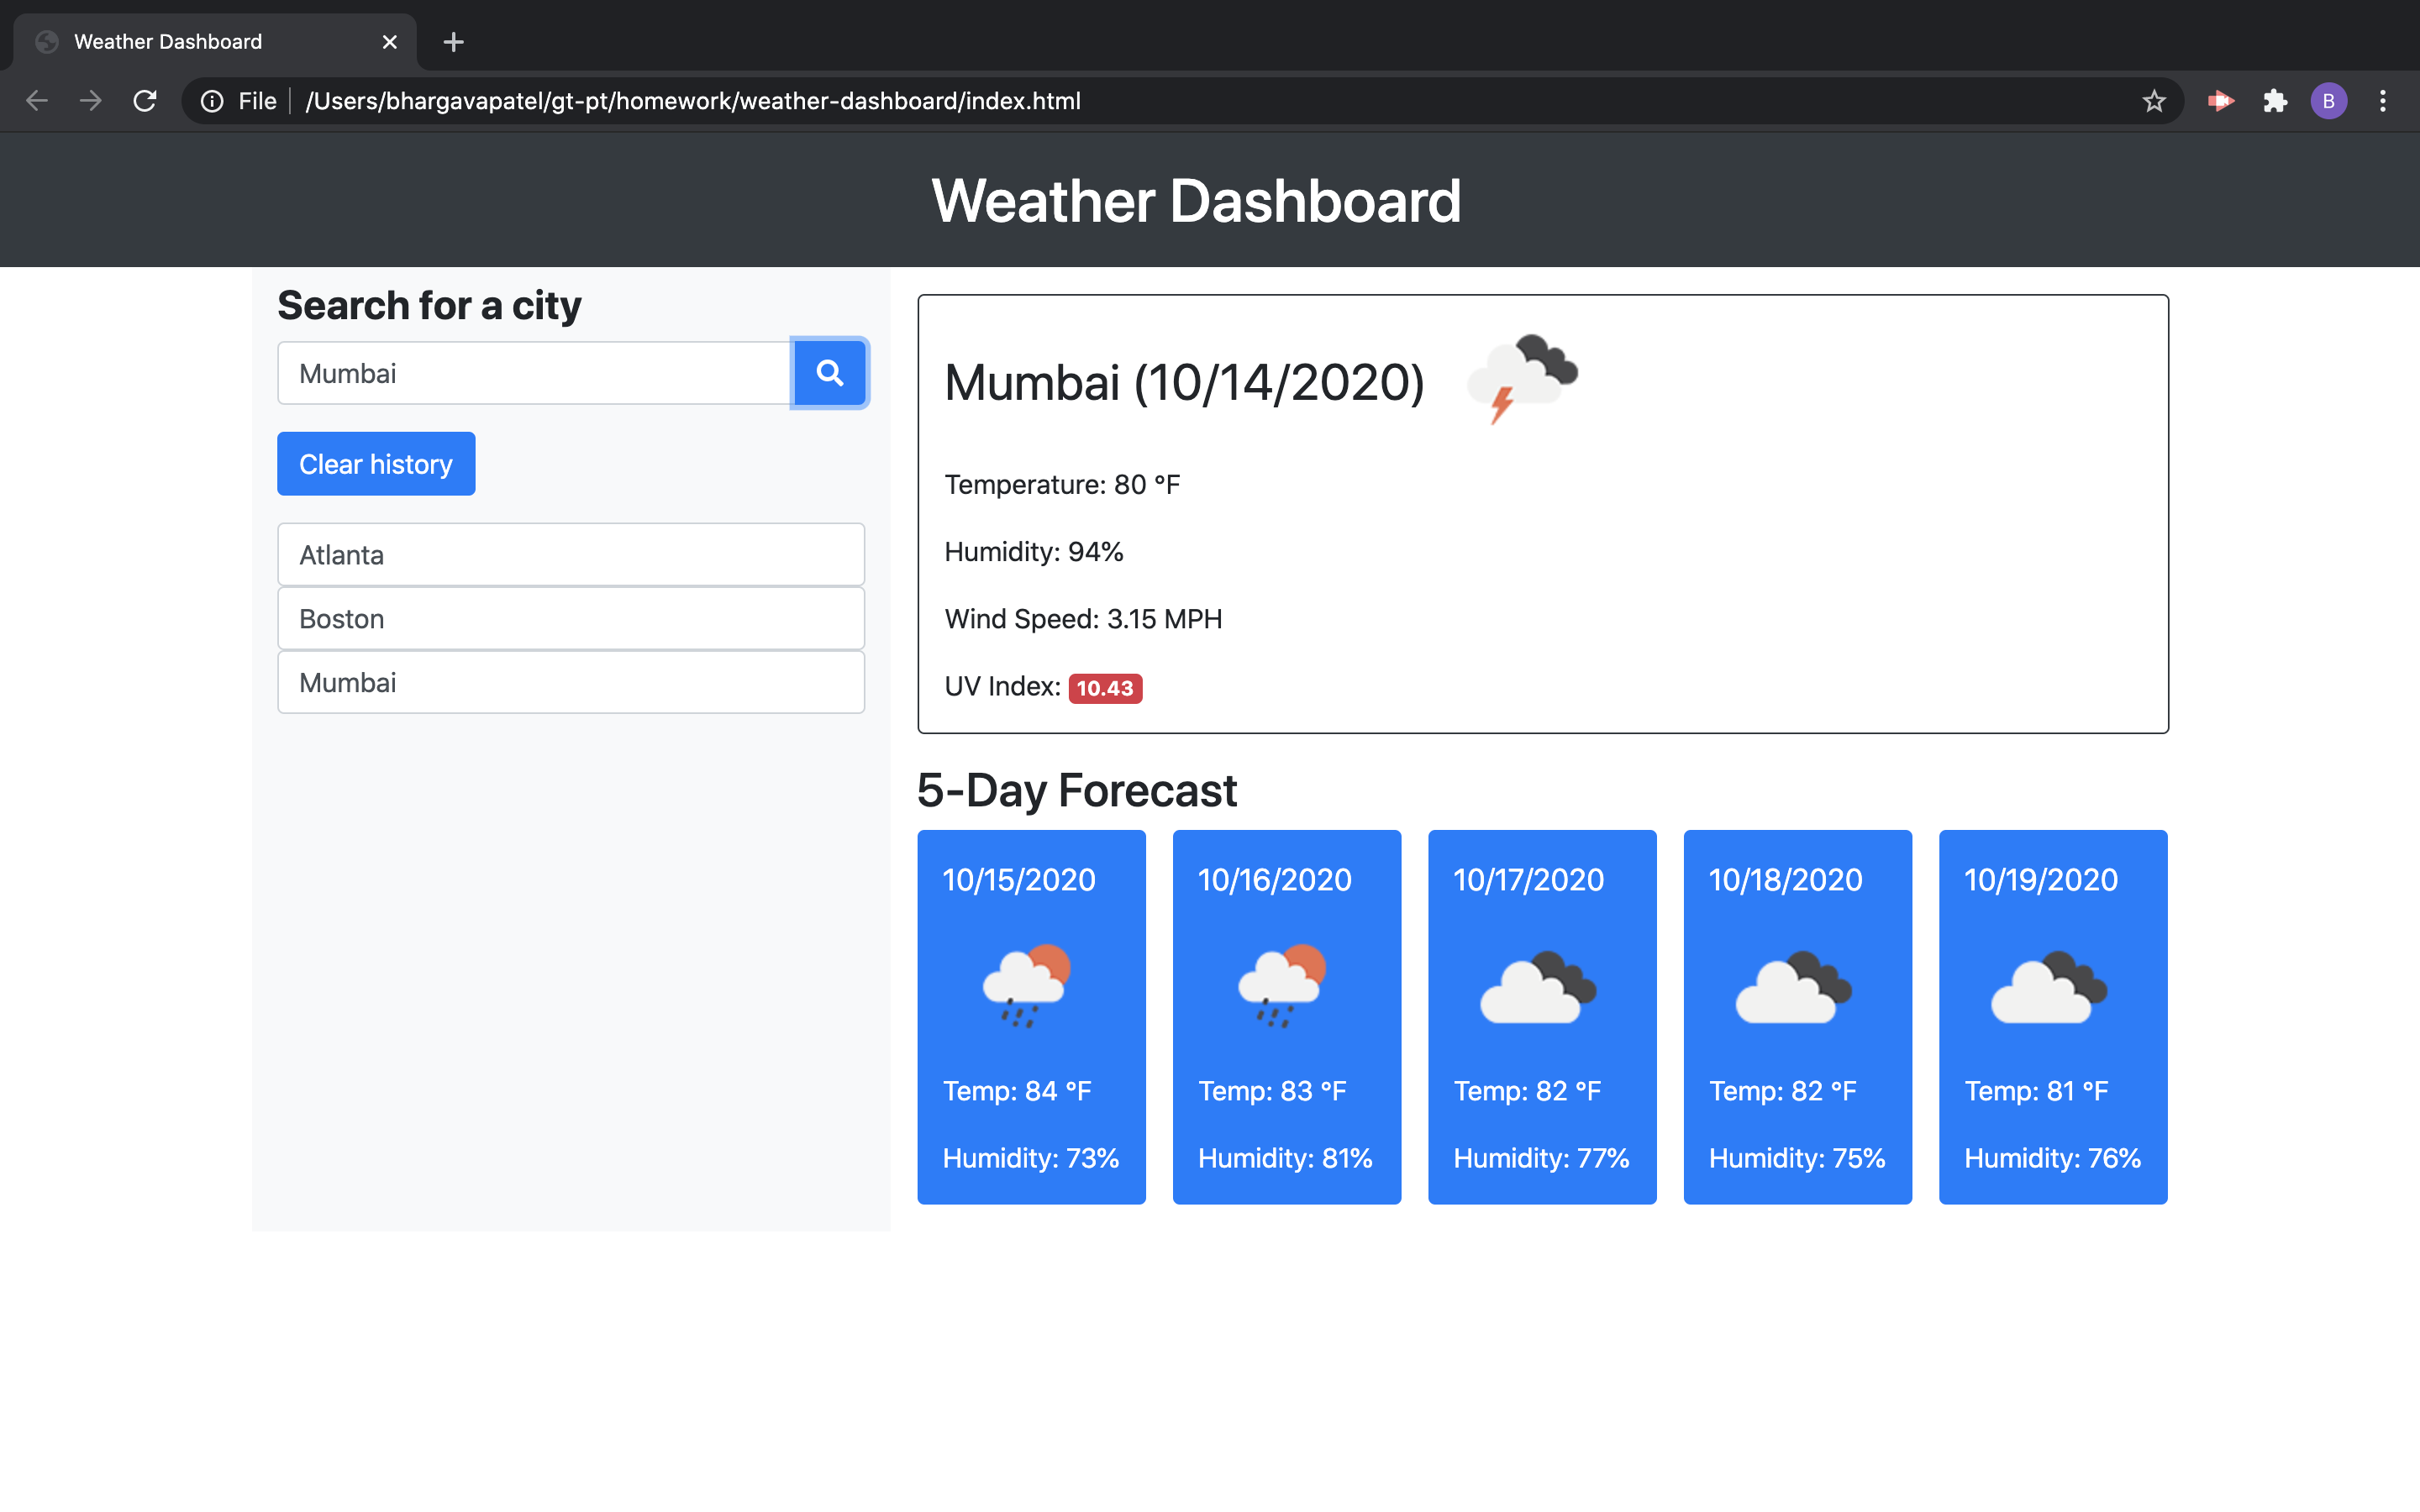 Weather Dashboard
File /Users/bhargavapatel/gt-pt/homework/weather-dashboard/index.html
B
Weather Dashboard
Search for a city
Mumbai
Clear history
Atlanta
Boston
Mumbai
Mumbai (10/14/2020)
Temperature: 80 °F
Humidity: 94%
Wind Speed: 3.15 MPH
UV Index: 10.43
5-Day Forecast
10/15/2020
Temp: 84 °F
Humidity: 73%
10/16/2020
Temp: 83 °F
Humidity: 81%
10/17/2020
Temp: 82 °F
Humidity: 77%
10/18/2020
Temp: 82 °F
Humidity: 75%
10/19/2020
Temp: 81 °F
Humidity: 76%